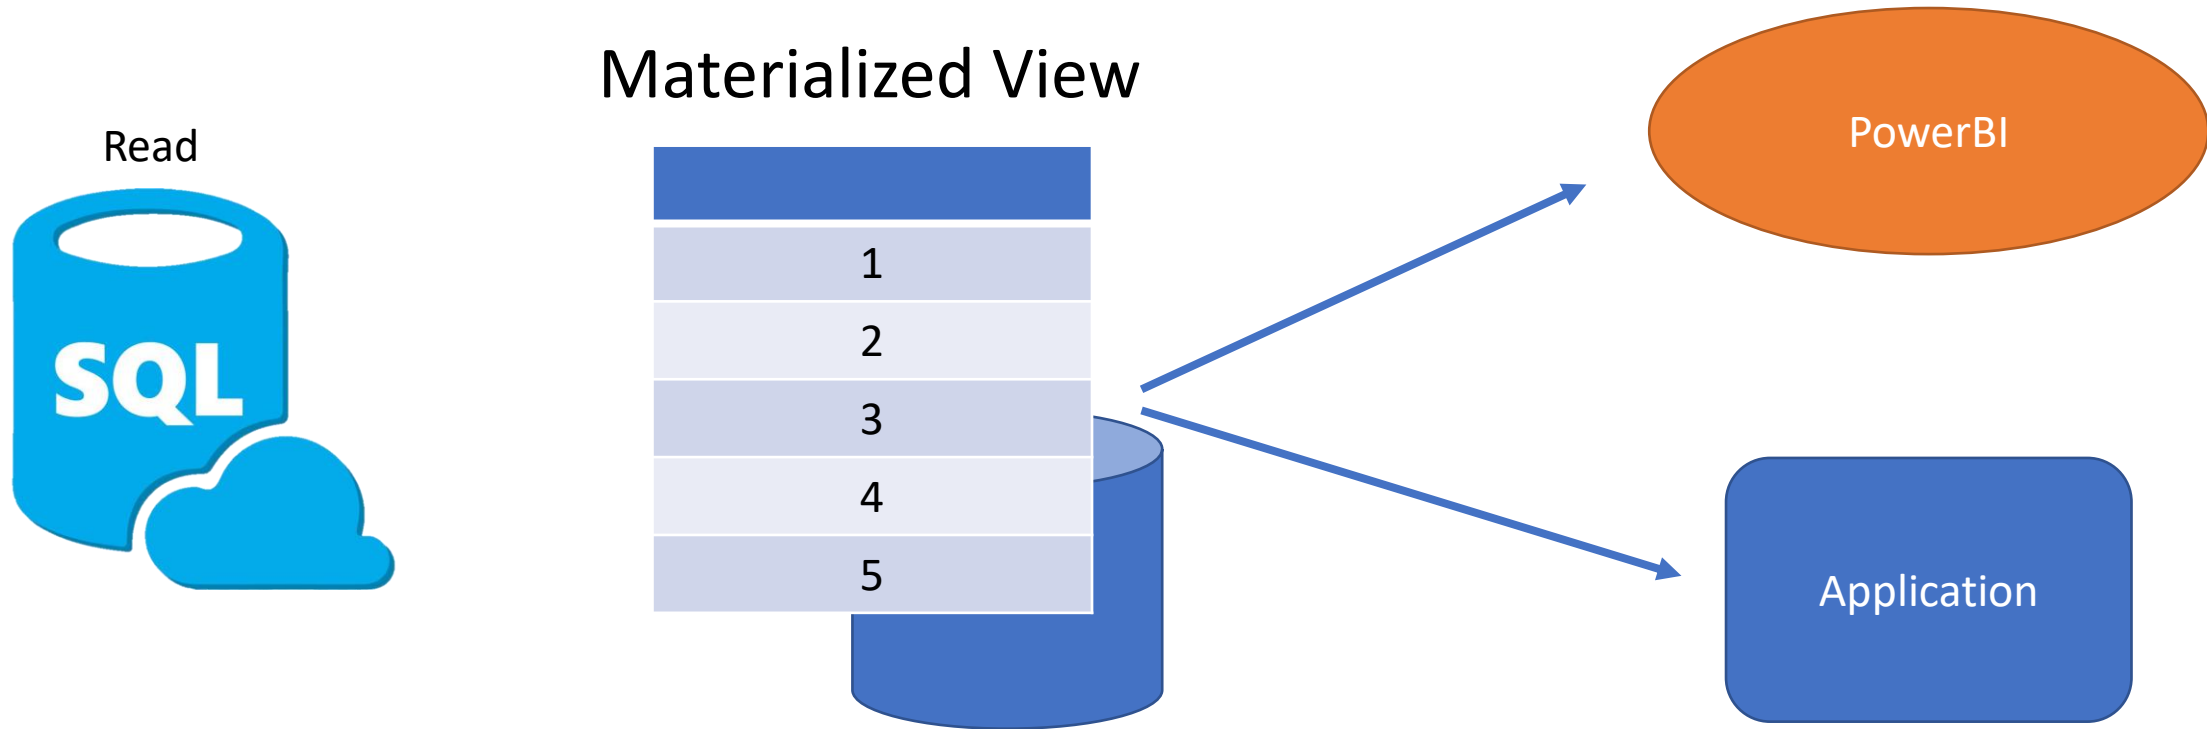 Materialized View
Read
SQL
1
2
3
4
5
PowerBI
Application